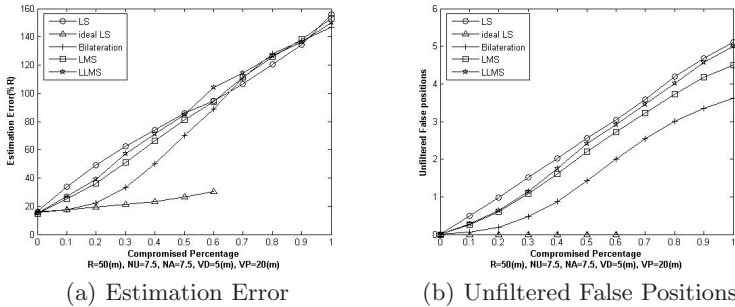 160
140
120
100
80
60
40
20
0
Estimation Error(% R)
LS
ideal LS
Bilateration
LMS
LLMS
0 0.1 0.2 0.3 0.4 0.5 0.6 0.7 0.8 0.9 1
Compromised Percentage
R=50(m), NU=7.5, NA=7.5, VD=5(m), VP=20(m)
(a) Estimation Error
6
5
4
3
2
1
0
Unfiltered False positions
LS
ideal LS
Bilateration
LMS
LLMS
0 0.1 0.2 0.3 0.4 0.5 0.6 0.7 0.8 0.9 1
Compromised Percentage
R=50(m), NU=7.5, NA=7.5, VD=5(m), VP=20(m)
(b) Unfiltered False Positions